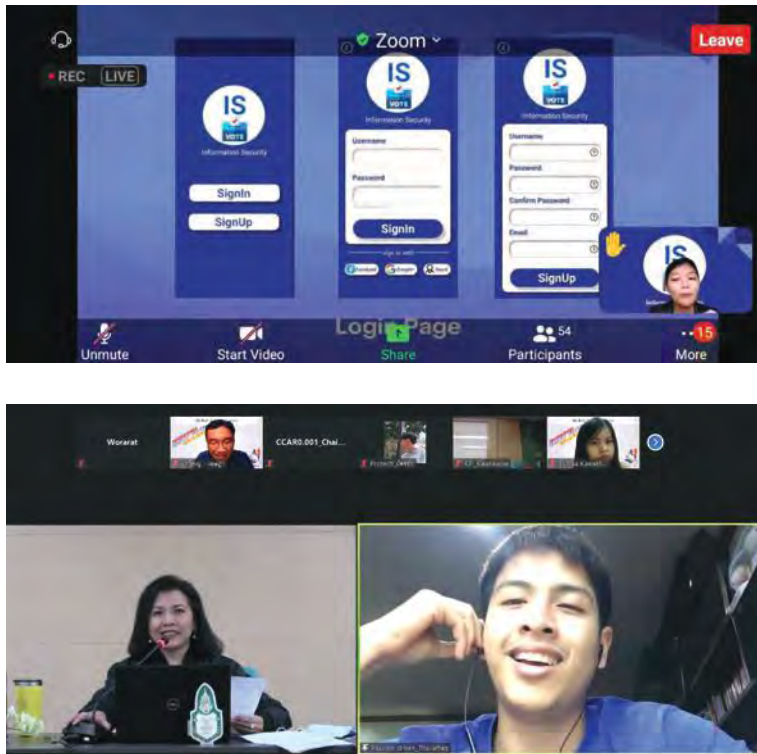 Zoom
Leave
REC LIVE
IS
VOTE
Information Security
SignIn
SignUp
IS
VOTE
Information Security
Username
Password
SignIn
IS
VOTE
Information Security
Username
Password
Confirm Password
Email
SignUp
IS
Login Page
Unmute
Start Video
Share
54
Participants
15
More
Worarat
CCAR0.001_Chai...
DELL